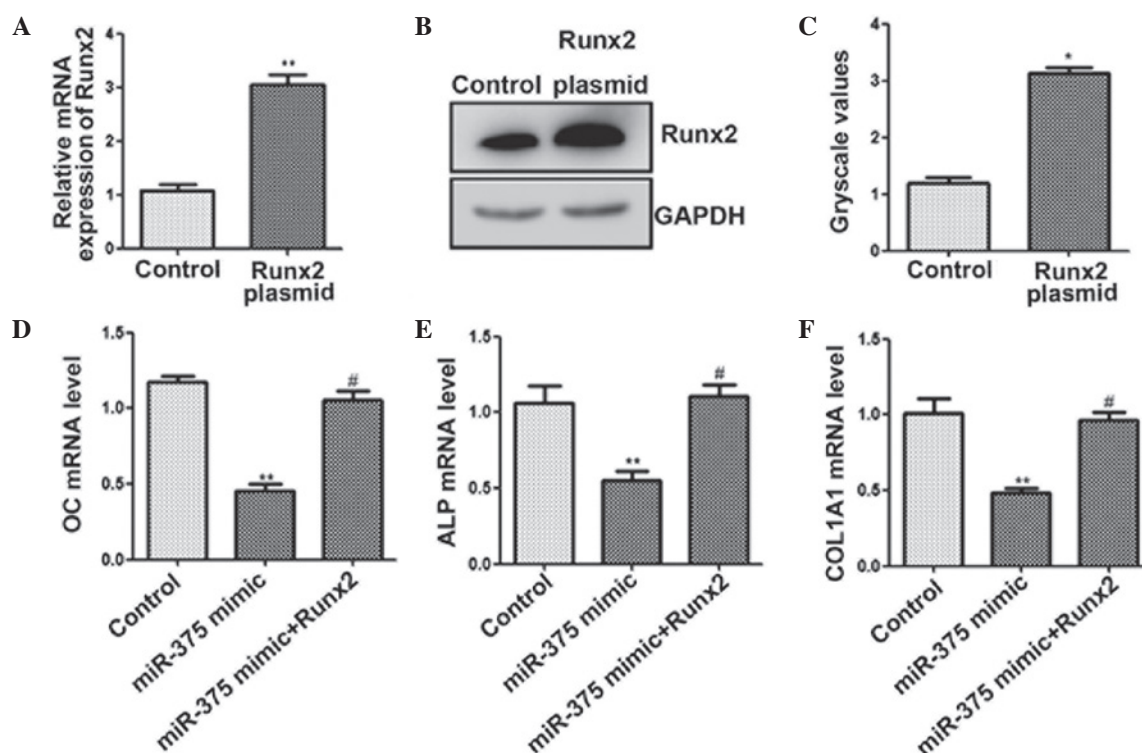 A
Relative mRNA
expression of Runx2
4
3
2
1
0
**
Control
Runx2
plasmid
B
Runx2
Control plasmid
Runx2
GAPDH
C
Gryscale values
4
3
2
1
0
*
Control
Runx2
plasmid
D
OC mRNA level
1.5
1.0
0.5
0.0
**
#
Control
miR-375 mimic
miR-375 mimic+Runx2
E
ALP mRNA level
1.5
1.0
0.5
0.0
**
#
Control
miR-375 mimic
miR-375 mimic+Runx2
F
COL1A1 mRNA level
1.5
1.0
0.5
0.0
**
#
Control
miR-375 mimic
miR-375 mimic+Runx2